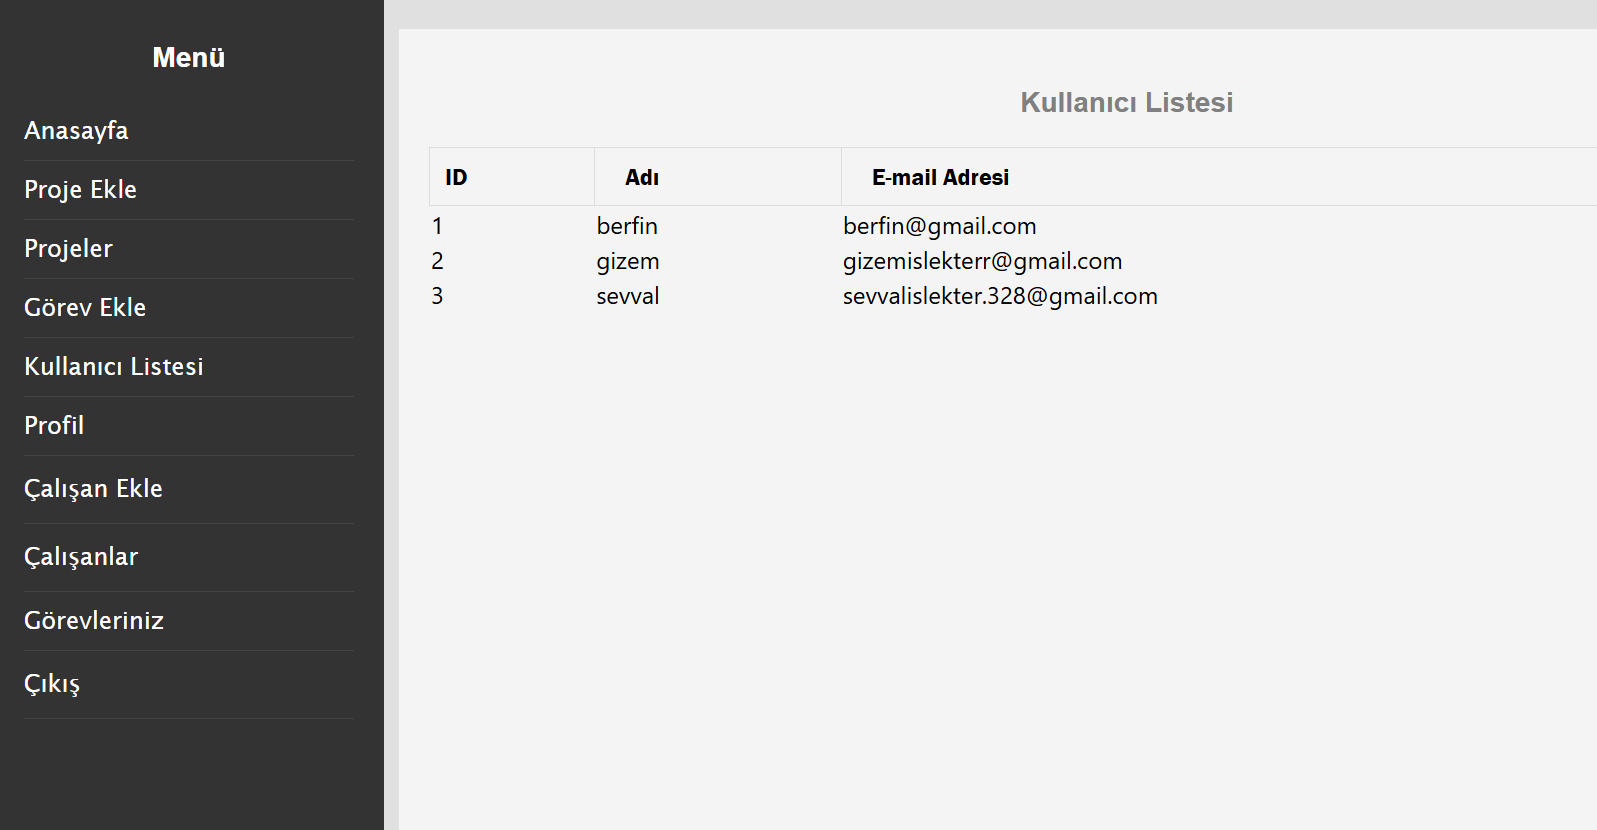 Menü
Anasayfa
Proje Ekle
Projeler
Görev Ekle
Kullanıcı Listesi
Profil
Çalışan Ekle
Çalışanlar
Görevleriniz
Çıkış
Kullanıcı Listesi
ID Adı E-mail Adresi
1 berfin berfin@gmail.com
2 gizem gizemislekterr@gmail.com
3 sevval sevvalislekter.328@gmail.com